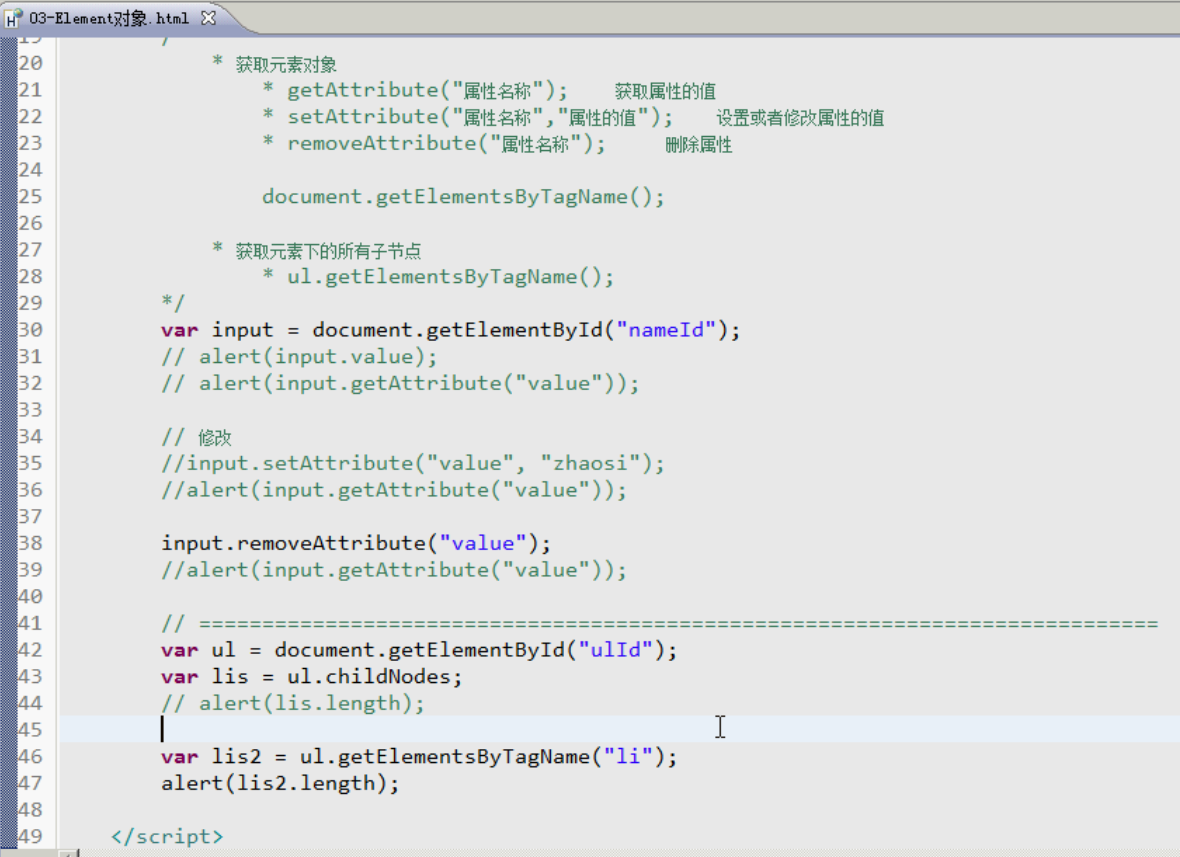 03-Element对象.html
19 /
20 * 获取元素对象
21 * getAttribute("属性名称"); 获取属性的值
22 * setAttribute("属性名称","属性的值"); 设置或者修改属性的值
23 * removeAttribute("属性名称"); 删除属性
24
25 document.getElementsByTagName();
26
27 * 获取元素下的所有子节点
28 * ul.getElementsByTagName();
29 */
30 var input = document.getElementById("nameId");
31 // alert(input.value);
32 // alert(input.getAttribute("value"));
33
34 // 修改
35 //input.setAttribute("value", "zhaosi");
36 //alert(input.getAttribute("value"));
37
38 input.removeAttribute("value");
39 //alert(input.getAttribute("value"));
40
41 // ============================================================================
42 var ul = document.getElementById("ulId");
43 var lis = ul.childNodes;
44 // alert(lis.length);
45
46 var lis2 = ul.getElementsByTagName("li");
47 alert(lis2.length);
48
49 </script>